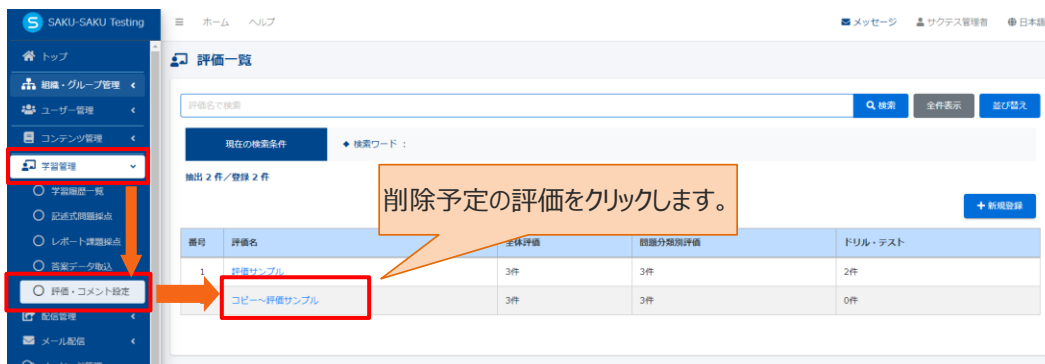 SAKU-SAKU Testing
ホーム ヘルプ
メッセージ サクテス管理者 日本語
トップ
組織・グループ管理
ユーザー管理
コンテンツ管理
学習管理
学習履歴一覧
記述式問題採点
レポート課題採点
答案データ取込
評価・コメント設定
配信管理
メール配信
評価一覧
評価名で検索
検索 全件表示 並び替え
現在の検索条件 ◆ 検索ワード :
抽出 2 件/登録 2 件
削除予定の評価をクリックします。
+ 新規登録
番号 評価名 全体評価 問題分類別評価 ドリル・テスト
1 評価サンプル 3件 3件 2件
コピー~評価サンプル 3件 3件 0件